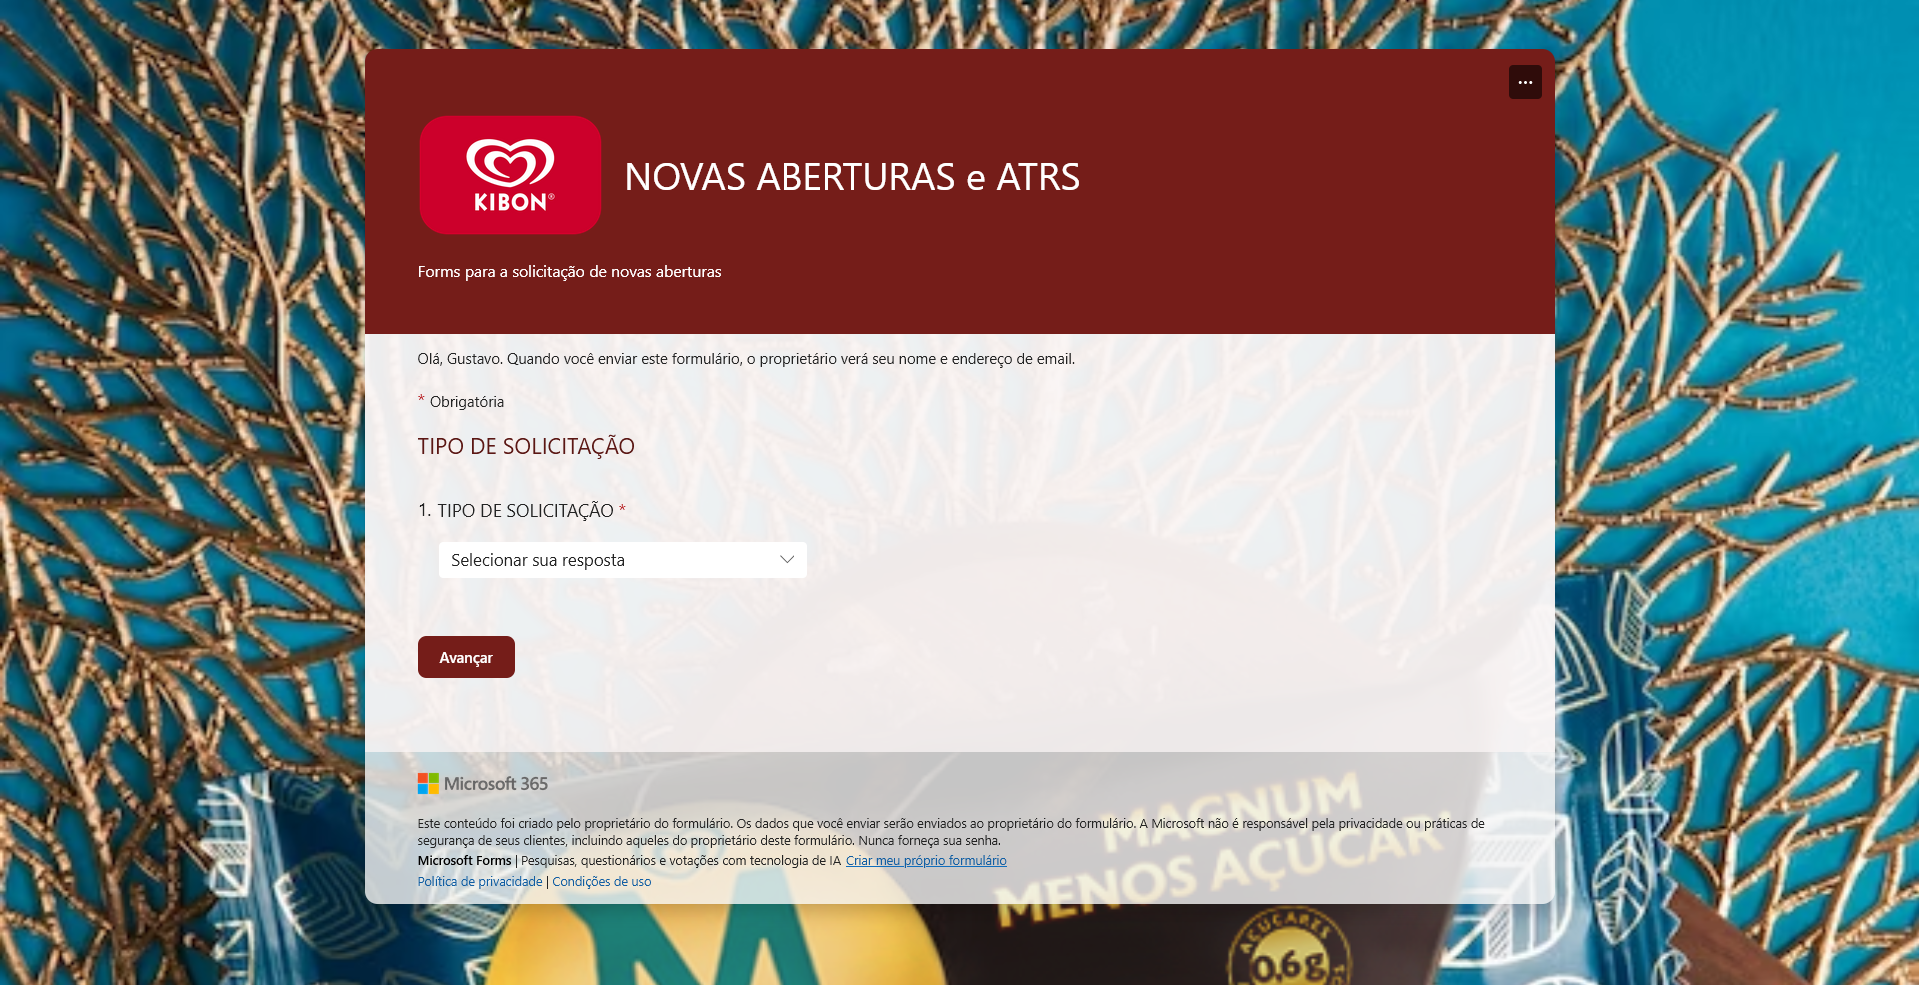 KIBON®
NOVAS ABERTURAS e ATRS
Forms para a solicitação de novas aberturas
Olá, Gustavo. Quando você enviar este formulário, o proprietário verá seu nome e endereço de email.
* Obrigatória
TIPO DE SOLICITAÇÃO
1. TIPO DE SOLICITAÇÃO *
Selecionar sua resposta
Avançar
Microsoft 365
Este conteúdo foi criado pelo proprietário do formulário. Os dados que você enviar serão enviados ao proprietário do formulário. A Microsoft não é responsável pela privacidade ou práticas de
segurança de seus clientes, incluindo aqueles do proprietário deste formulário. Nunca forneça sua senha.
Microsoft Forms | Pesquisas, questionários e votações com tecnologia de IA Criar meu próprio formulário
Política de privacidade | Condições de uso
MAGNUM
MENOS AÇUCAR
AÇUCARES
0,6g
M